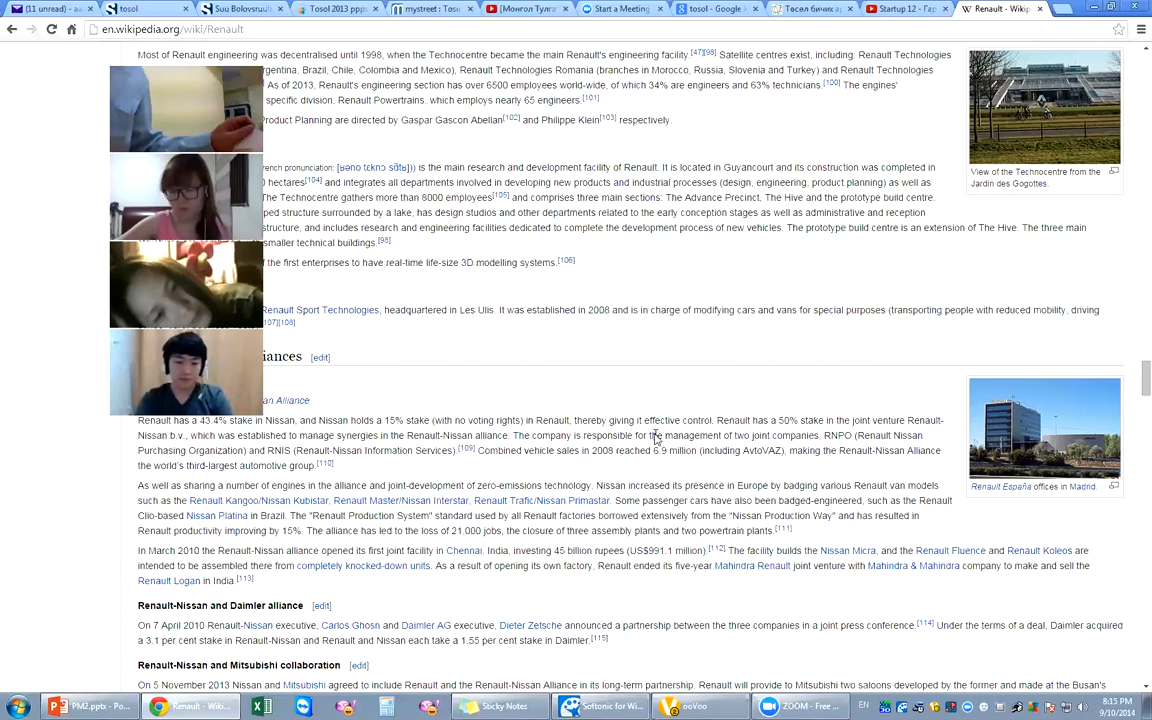 (11 unread) - aa
tosol
Suu Bolovsruul
Tosol 2013 ppps
mystreet : Tosol
[Монгол Тулга
Start a Meeting
tosol - Google
Төсөл бичих ар
Startup 12 - Гар
Renault - Wikip
en.wikipedia.org/wiki/Renault
Most of Renault engineering was decentralised until 1998, when the Technocentre became the main Renault's engineering facility.[47][98] Satellite centres exist, including: Renault Technologies
rgentina, Brazil, Chile, Colombia and Mexico), Renault Technologies Romania (branches in Morocco, Russia, Slovenia and Turkey) and Renault Technologies
As of 2013, Renault's engineering section has over 6500 employees world-wide, of which 34% are engineers and 63% technicians.[100] The engines'
specific division, Renault Powertrains, which employs nearly 65 engineers.[101]
Product Planning are directed by Gaspar Gascon Abellan[102] and Philippe Klein[103] respectively.
View of the Technocentre from the
Jardin des Gogottes.
rench pronunciation: [ʁəno tɛkno sɑ̃tʁ]) is the main research and development facility of Renault. It is located in Guyancourt and its construction was completed in
0 hectares[104] and integrates all departments involved in developing new products and industrial processes (design, engineering, product planning) as well as
The Technocentre gathers more than 8000 employees[105] and comprises three main sections: The Advance Precinct, The Hive and the prototype build centre.
ped structure surrounded by a lake, has design studios and other departments related to the early conception stages as well as administrative and reception
structure, and includes research and engineering facilities dedicated to complete the development process of new vehicles. The prototype build centre is an extension of The Hive. The three main
smaller technical buildings.[98]
f the first enterprises to have real-time life-size 3D modelling systems.[106]
Renault Sport Technologies, headquartered in Les Ulis. It was established in 2008 and is in charge of modifying cars and vans for special purposes (transporting people with reduced mobility, driving
107][108]
iances [edit]
an Alliance
Renault has a 43.4% stake in Nissan, and Nissan holds a 15% stake (with no voting rights) in Renault, thereby giving it effective control. Renault has a 50% stake in the joint venture Renault-
Nissan b.v., which was established to manage synergies in the Renault-Nissan alliance. The company is responsible for the management of two joint companies. RNPO (Renault Nissan
Purchasing Organization) and RNIS (Renault-Nissan Information Services).[109] Combined vehicle sales in 2008 reached 6.9 million (including AvtoVAZ), making the Renault-Nissan Alliance
the world's third-largest automotive group.[110]
Renault España offices in Madrid.
As well as sharing a number of engines in the alliance and joint-development of zero-emissions technology, Nissan increased its presence in Europe by badging various Renault van models
such as the Renault Kangoo/Nissan Kubistar, Renault Master/Nissan Interstar, Renault Trafic/Nissan Primastar. Some passenger cars have also been badged-engineered, such as the Renault
Clio-based Nissan Platina in Brazil. The "Renault Production System" standard used by all Renault factories borrowed extensively from the "Nissan Production Way" and has resulted in
Renault productivity improving by 15%. The alliance has led to the loss of 21,000 jobs, the closure of three assembly plants and two powertrain plants.[111]
In March 2010 the Renault-Nissan alliance opened its first joint facility in Chennai. India, investing 45 billion rupees (US$991.1 million).[112] The facility builds the Nissan Micra, and the Renault Fluence and Renault Koleos are
intended to be assembled there from completely knocked-down units. As a result of opening its own factory, Renault ended its five-year Mahindra Renault joint venture with Mahindra & Mahindra company to make and sell the
Renault Logan in India.[113]
Renault-Nissan and Daimler alliance [edit]
On 7 April 2010 Renault-Nissan executive, Carlos Ghosn and Daimler AG executive, Dieter Zetsche announced a partnership between the three companies in a joint press conference.[114] Under the terms of a deal, Daimler acquired
a 3.1 per cent stake in Renault-Nissan and Renault and Nissan each take a 1.55 per cent stake in Daimler.[115]
Renault-Nissan and Mitsubishi collaboration [edit]
On 5 November 2013 Nissan and Mitsubishi agreed to include Renault and the Renault-Nissan Alliance in its long-term partnership. Renault will provide to Mitsubishi two saloons developed by the former and made at the Busan's
PM2.pptx - Po...
Renault - Wiki...
Sticky Notes
Softonic for Wi...
ooVoo
ZOOM - Free ...
EN
8:15 PM
9/10/2014